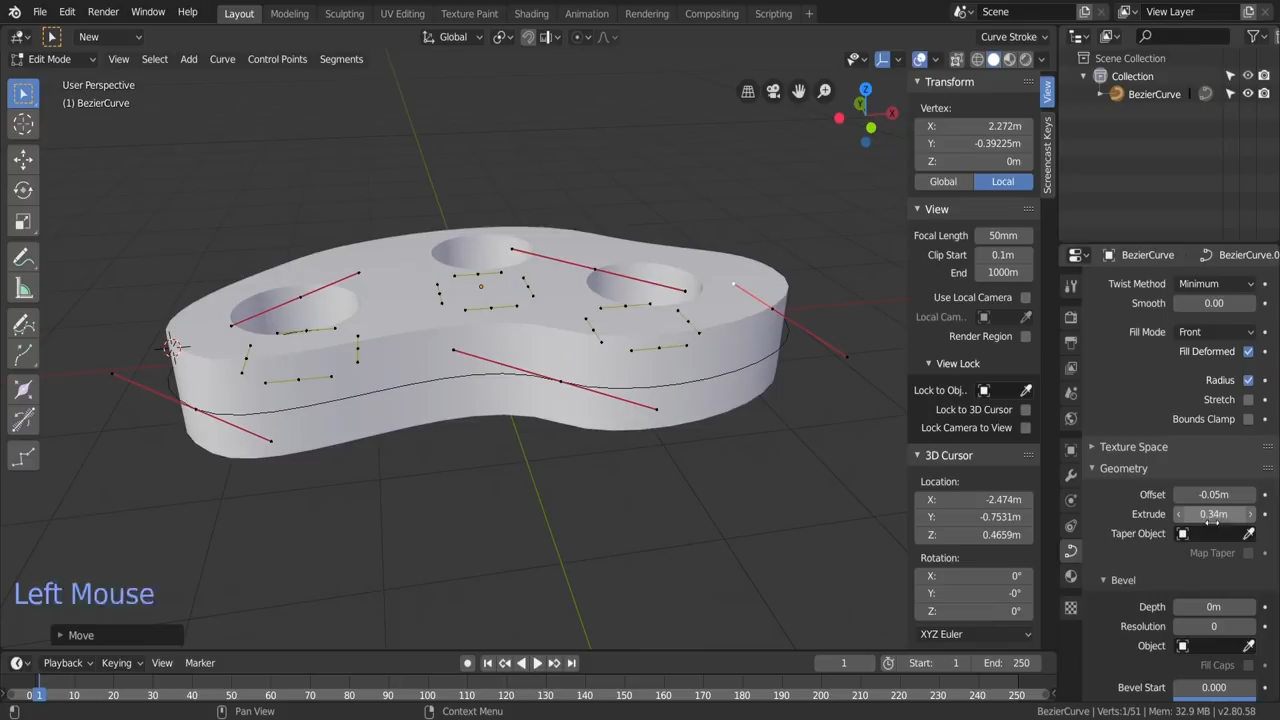 File Edit Render Window Help Layout Modeling Sculpting UV Editing Texture Paint Shading Animation Rendering Compositing Scripting + Scene View Layer
New Global Curve Stroke
Edit Mode View Select Add Curve Control Points Segments
User Perspective
(1) BezierCurve
Z
Y
X
Transform
Vertex:
X: 2.272m
Y: -0.39225m
Z: 0m
Global Local
View
Focal Length 50mm
Clip Start 0.1m
End 1000m
Use Local Camera
Local Cam..
Render Region
View Lock
Lock to Obj..
Lock to 3D Cursor
Lock Camera to View
3D Cursor
Location:
X: -2.474m
Y: -0.7531m
Z: 0.4659m
Rotation:
X: 0°
Y: -0°
Z: 0°
XYZ Euler
View
Screencast Keys
Scene Collection
Collection
BezierCurve
BezierCurve BezierCurve.0
Twist Method Minimum
Smooth 0.00
Fill Mode Front
Fill Deformed
Radius
Stretch
Bounds Clamp
Texture Space
Geometry
Offset -0.05m
Extrude 0.34m
Taper Object
Map Taper
Bevel
Depth 0m
Resolution 0
Object
Fill Caps
Bevel Start 0.000
Left Mouse
Move
Playback Keying View Marker 1 Start: 1 End: 250
0 1 10 20 30 40 50 60 70 80 90 100 110 120 130 140 150 160 170 180 190 200 210 220 230 240 250
Pan View Context Menu BezierCurve | Verts:1/51 | Mem: 32.9 MB | v2.80.58